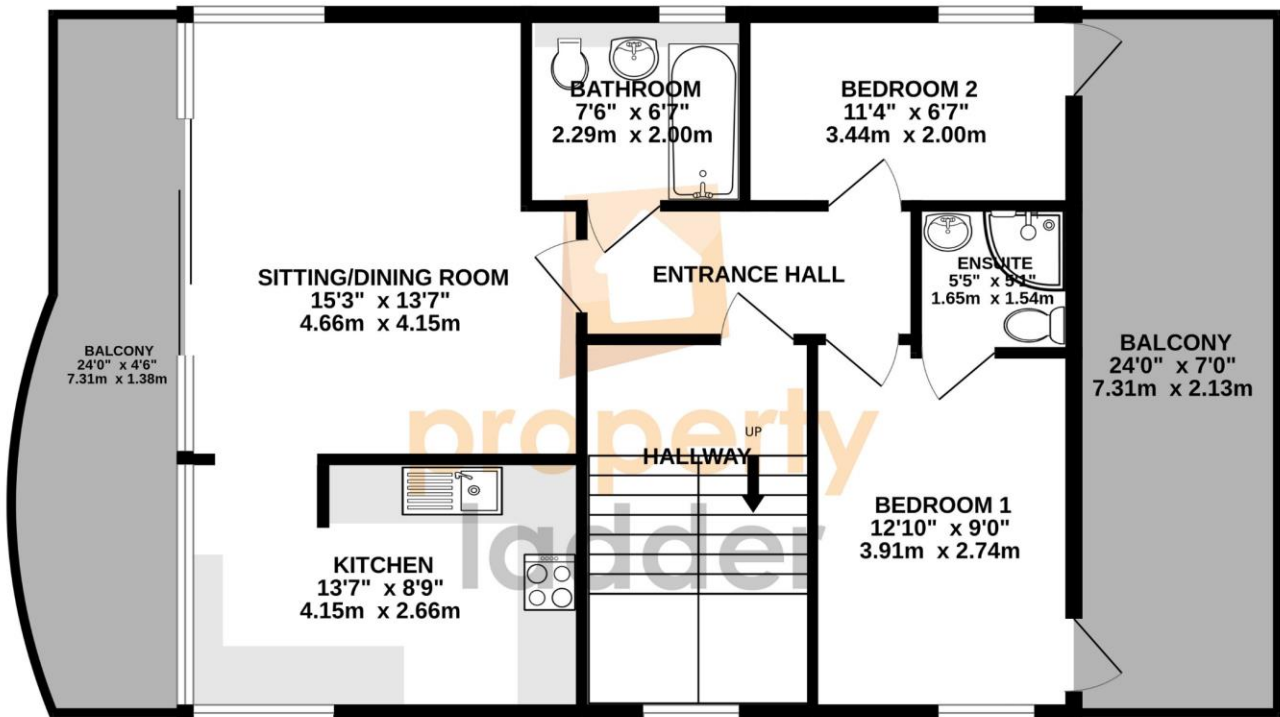 BATHROOM
7'6" x 6'7"
2.29m x 2.00m
BEDROOM 2
11'4" x 6'7"
3.44m x 2.00m
SITTING/DINING ROOM
15'3" x 13'7"
4.66m x 4.15m
ENTRANCE HALL
ENSUITE
5'5" x 5'1"
1.65m x 1.54m
BALCONY
24'0" x 4'6"
7.31m x 1.38m
BALCONY
24'0" x 7'0"
7.31m x 2.13m
property
ladder
UP
HALLWAY
BEDROOM 1
12'10" x 9'0"
3.91m x 2.74m
KITCHEN
13'7" x 8'9"
4.15m x 2.66m